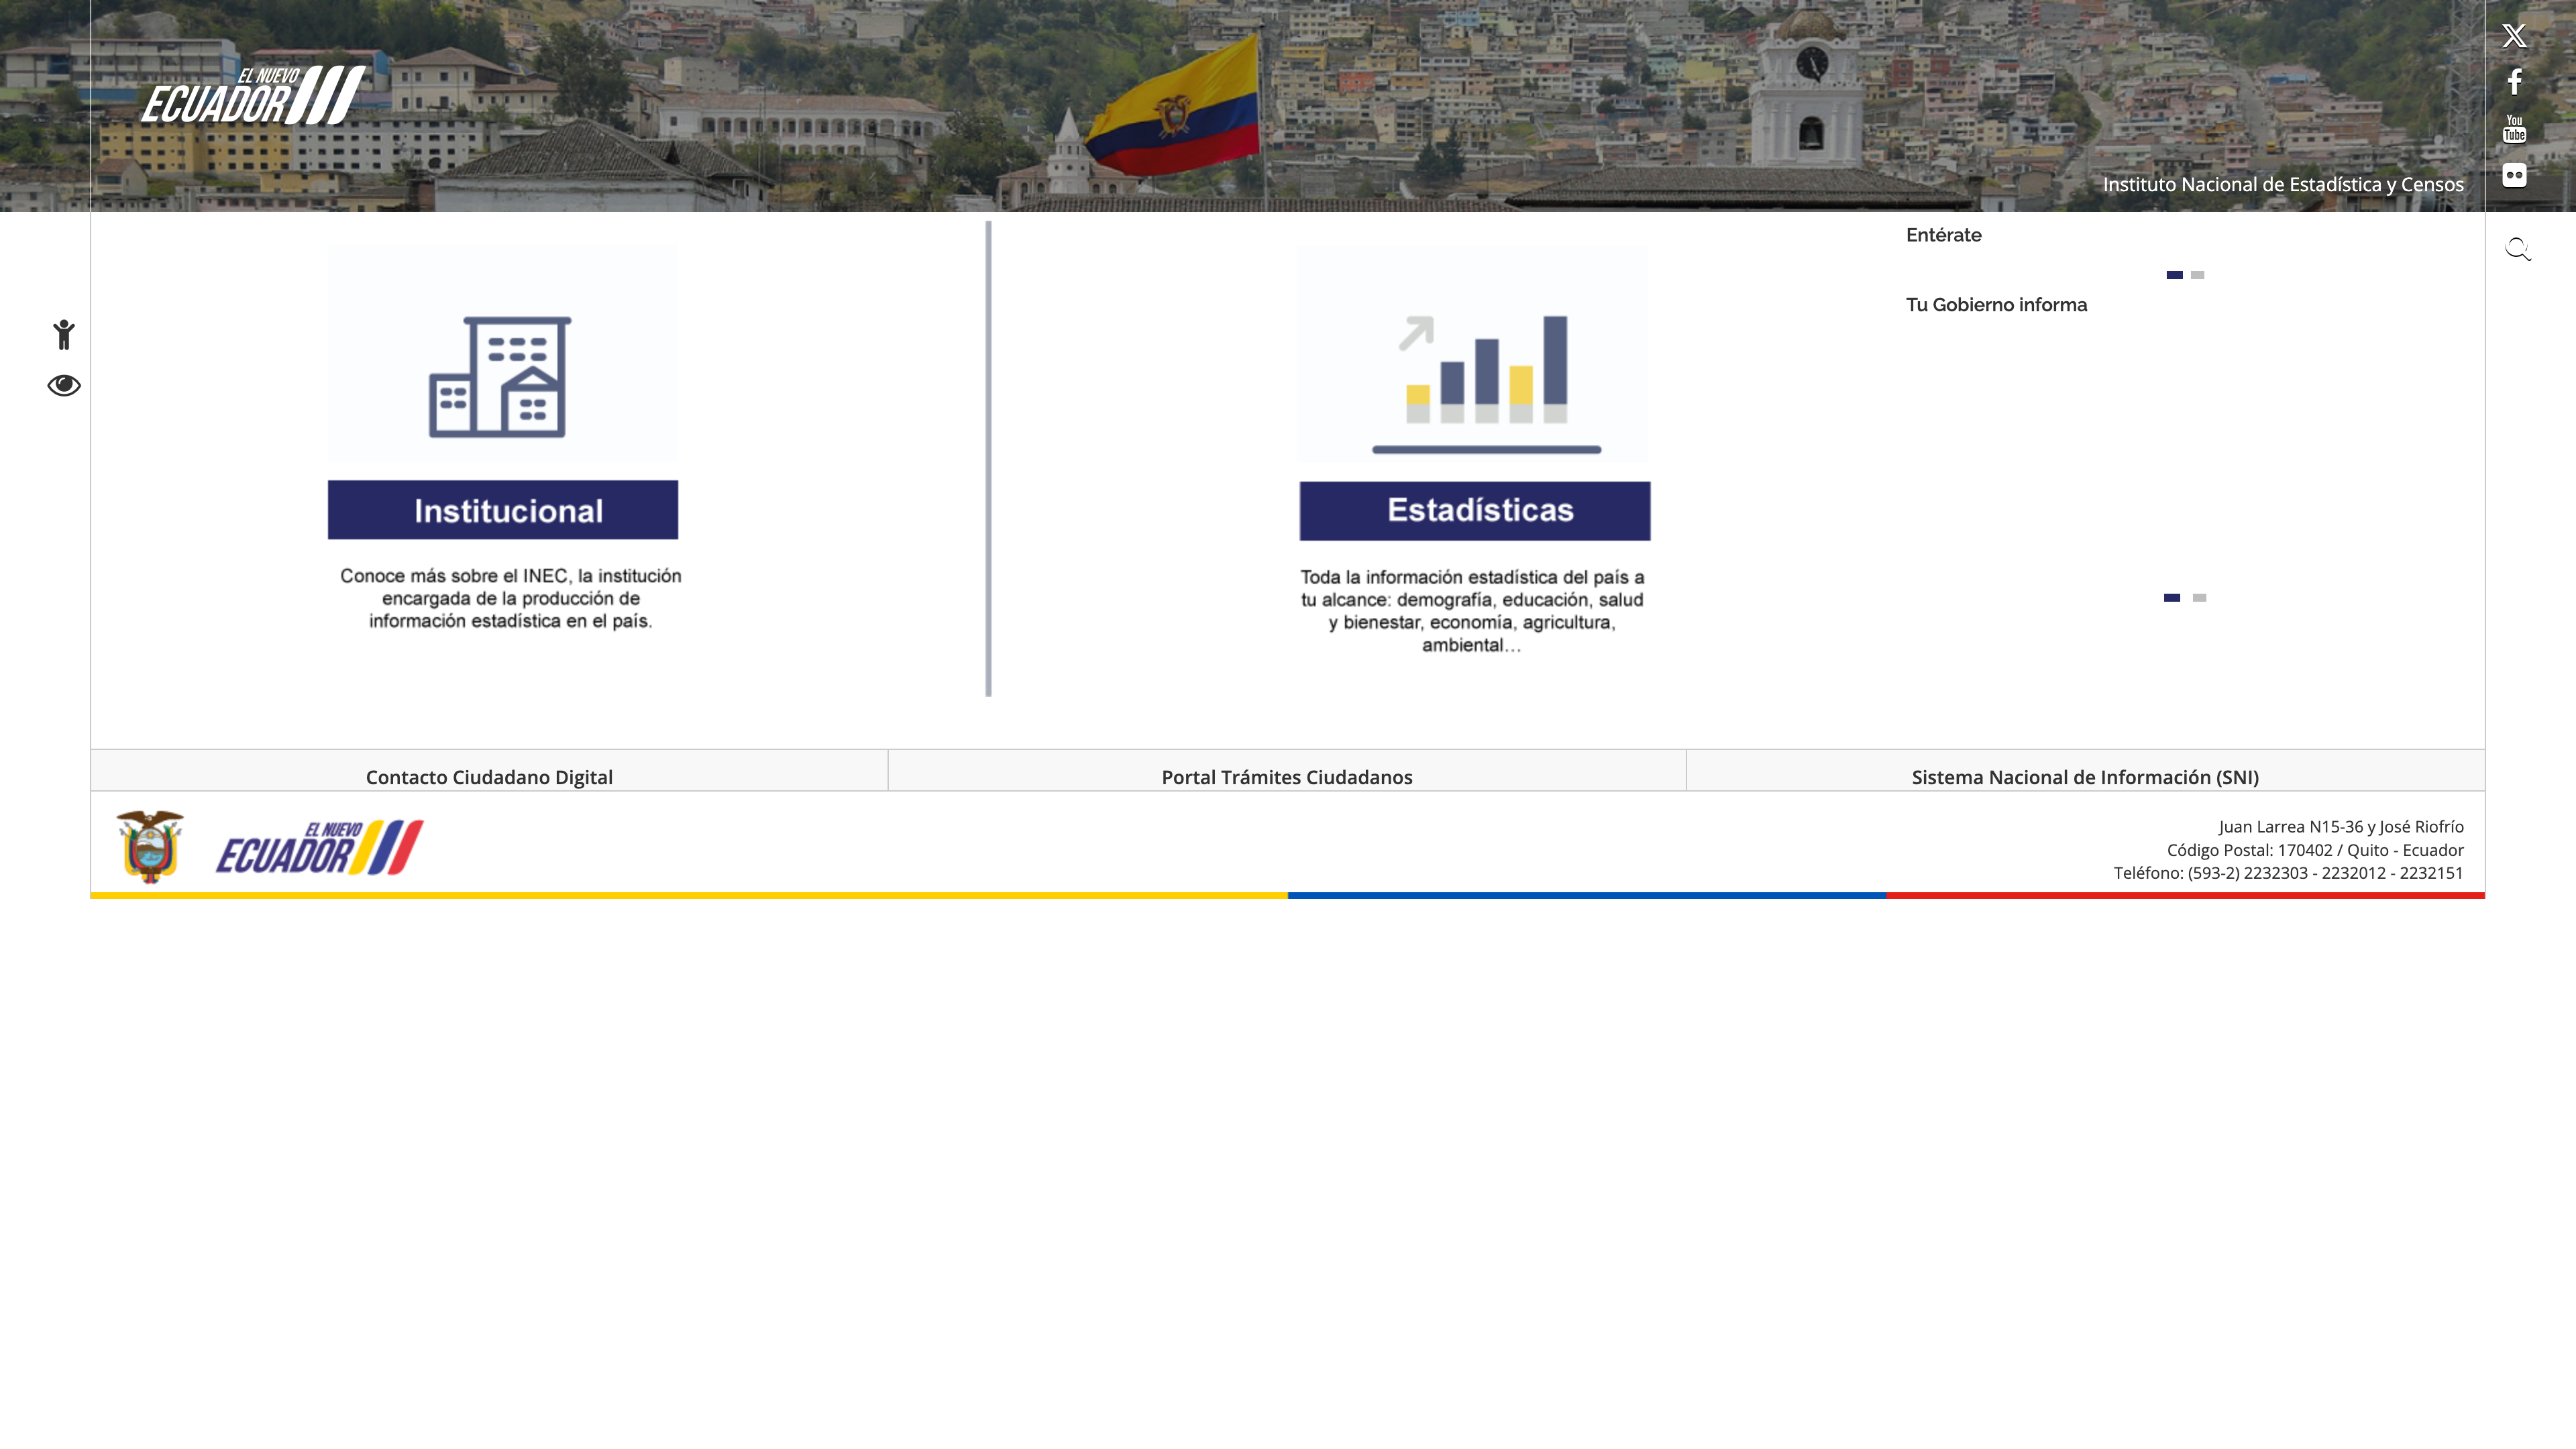 EL NUEVO
ECUADOR
Instituto Nacional de Estadística y Censos
You
Tube
Institucional
Conoce más sobre el INEC, la institución
encargada de la producción de
información estadística en el país.
Estadísticas
Toda la información estadística del país a
tu alcance: demografía, educación, salud
y bienestar, economía, agricultura,
ambiental...
Entérate
Tu Gobierno informa
Contacto Ciudadano Digital
Portal Trámites Ciudadanos
Sistema Nacional de Información (SNI)
EL NUEVO
ECUADOR
Juan Larrea N15-36 y José Riofrío
Código Postal: 170402 / Quito - Ecuador
Teléfono: (593-2) 2232303 - 2232012 - 2232151